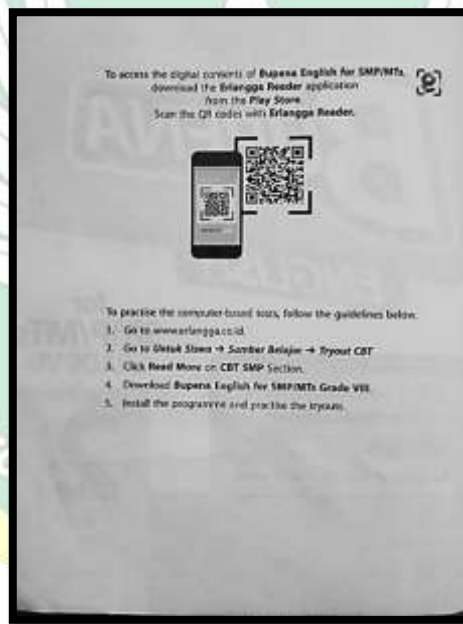 To access the digital contents of Bupena English for SMP/MTs,
download the Erlangga Reader application
from the Play Store.
Scan the QR codes with Erlangga Reader.
To practise the computer-based tests, follow the guidelines below.
1. Go to www.erlangga.co.id.
2. Go to Untuk Siswa → Sumber Belajar → Tryout CBT
3. Click Read More on CBT SMP Section.
4. Download Bupena English for SMP/MTs Grade VIII.
5. Install the programme and practise the tryouts.